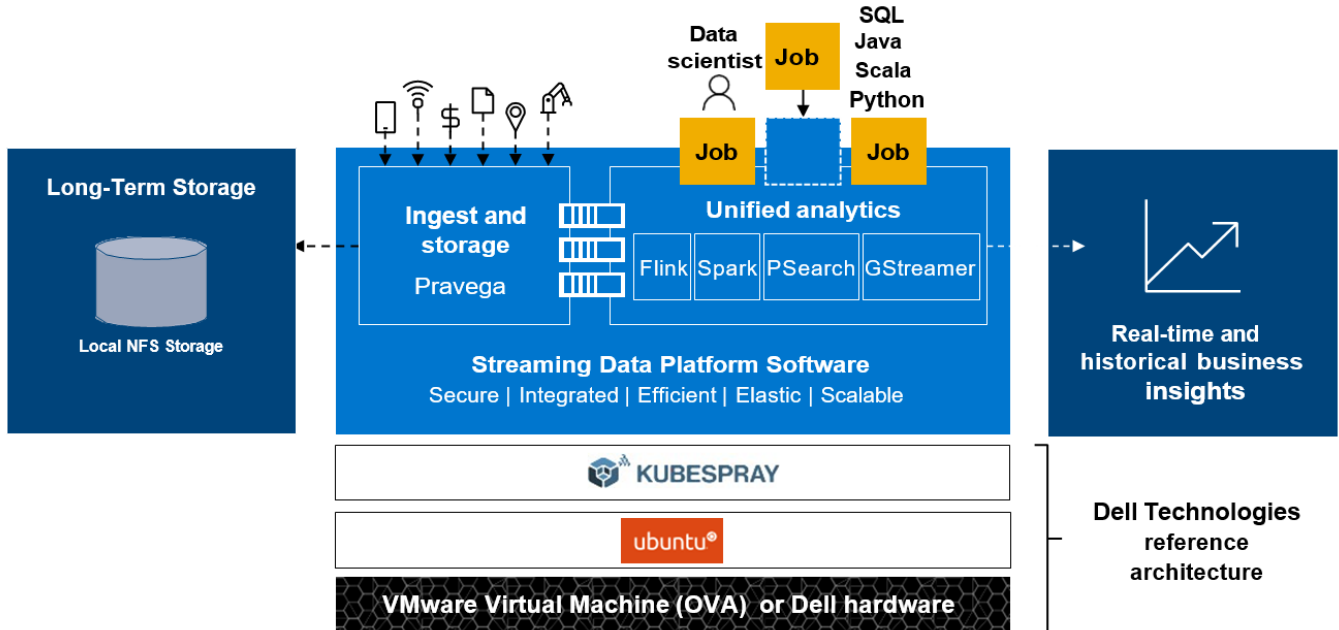 Data
scientist
Job
SQL
Java
Scala
Python
Job
Job
Long-Term Storage
Local NFS Storage
Ingest and
storage
Pravega
Unified analytics
Flink
Spark
PSearch
GStreamer
Streaming Data Platform Software
Secure | Integrated | Efficient | Elastic | Scalable
Real-time and
historical business
insights
KUBESPRAY
ubuntu®
VMware Virtual Machine (OVA) or Dell hardware
Dell Technologies
reference
architecture